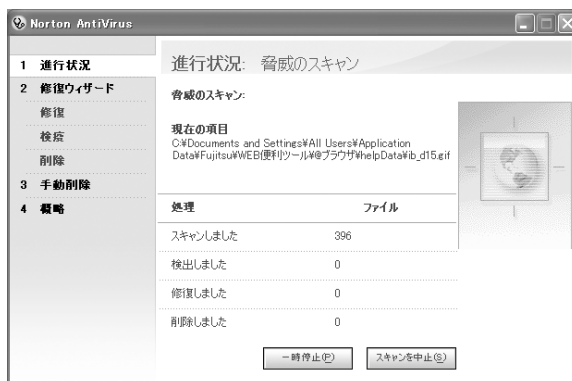 Norton AntiVirus
1 進行状況
2 修復ウィザード
修復
検疫
削除
3 手動削除
4 概略
進行状況: 脅威のスキャン
脅威のスキャン:
現在の項目
C:¥Documents and Settings¥All Users¥Application
Data¥Fujitsu¥WEB便利ツール¥@ブラウザ¥helpData¥ib_d15.gif
処理 ファイル
スキャンしました 396
検出しました 0
修復しました 0
削除しました 0
一時停止(P) スキャンを中止(S)